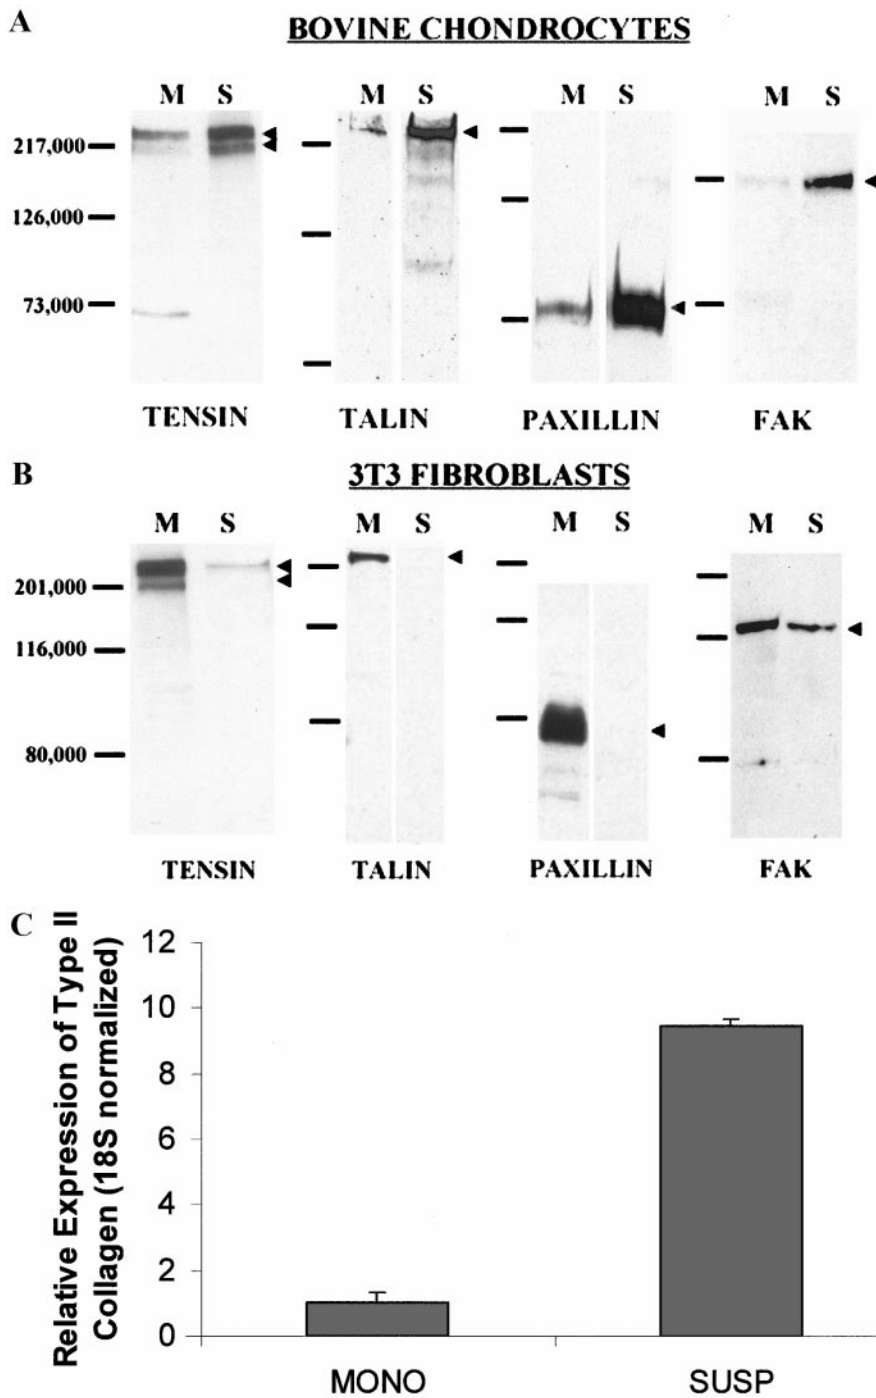 A
BOVINE CHONDROCYTES
M S M S M S M S
217,000
126,000
73,000
TENSIN TALIN PAXILLIN FAK
B
3T3 FIBROBLASTS
M S M S M S M S
201,000
116,000
80,000
TENSIN TALIN PAXILLIN FAK
C
Relative Expression of Type II
Collagen (18S normalized)
12
10
8
6
4
2
0
MONO SUSP